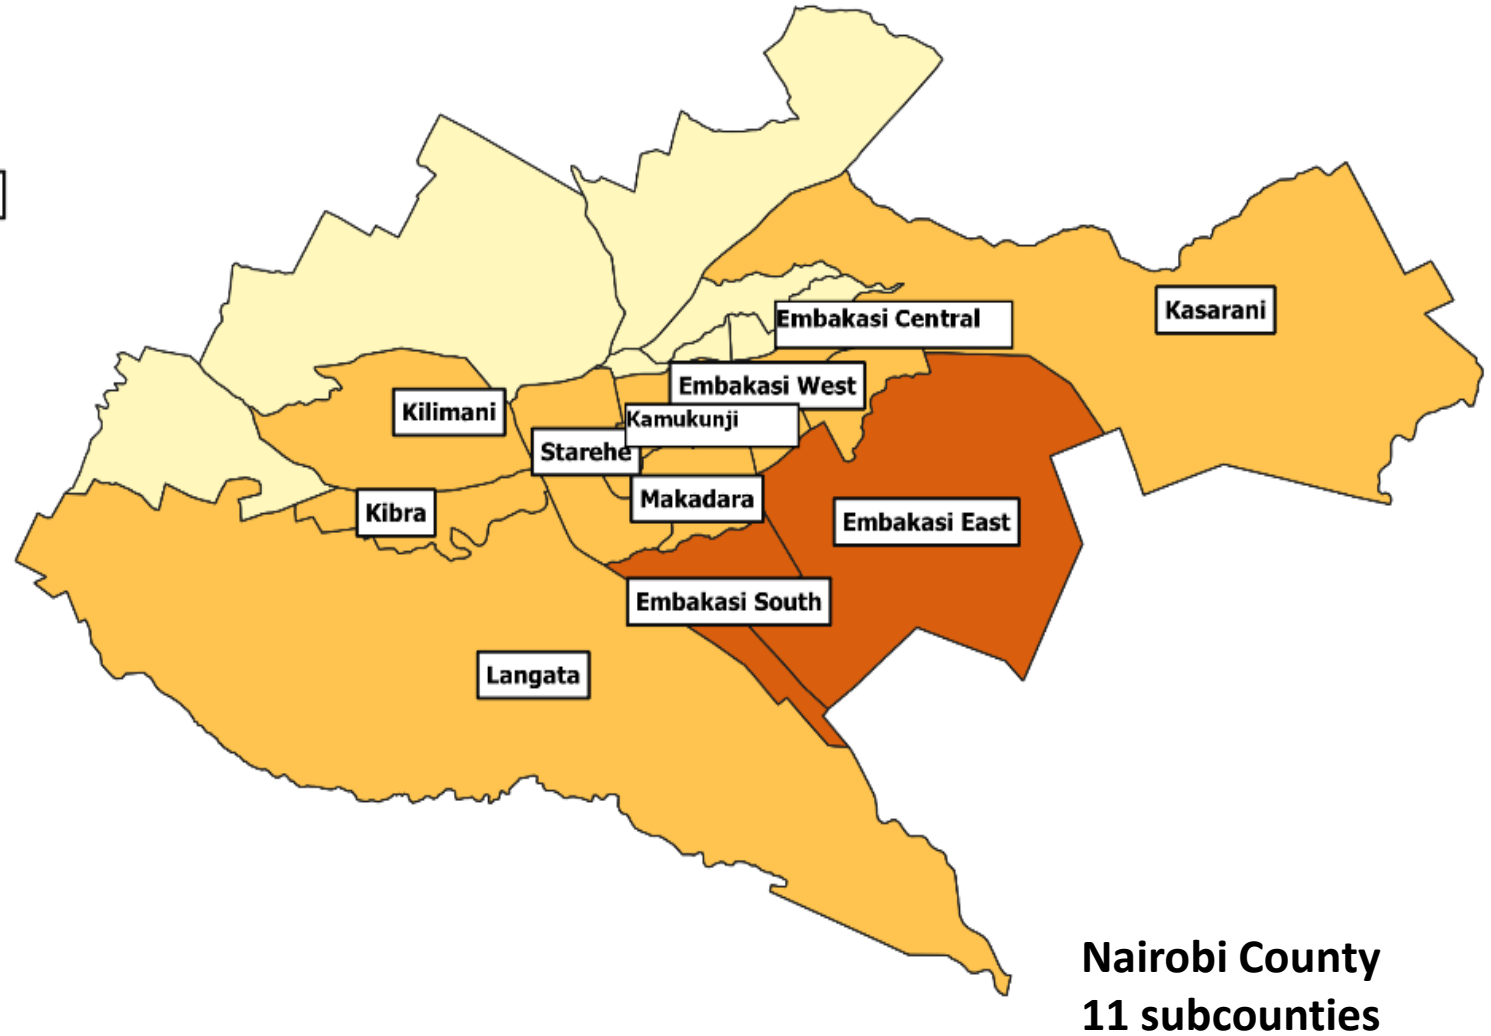 Embakasi Central
Kasarani
Embakasi West
Kilimani
Kamukunji
Starehe
Makadara
Kibra
Embakasi East
Embakasi South
Langata
Nairobi County
11 subcounties